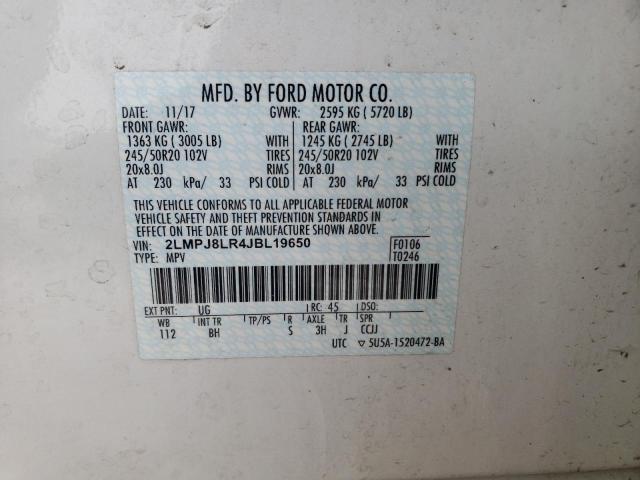 MFD. BY FORD MOTOR CO.
DATE: 11/17 GVWR: 2595 KG ( 5720 LB)
FRONT GAWR: REAR GAWR:
1363 KG ( 3005 LB) WITH 1245 KG ( 2745 LB) WITH
245/50R20 102V TIRES 245/50R20 102V TIRES
20x8.0J RIMS 20x8.0J RIMS
AT 230 kPa/ 33 PSI COLD AT 230 kPa/ 33 PSI COLD
THIS VEHICLE CONFORMS TO ALL APPLICABLE FEDERAL MOTOR
VEHICLE SAFETY AND THEFT PREVENTION STANDARDS IN
EFFECT ON THE DATE OF MANUFACTURE SHOWN ABOVE.
VIN: 2LMPJ8LR4JBL19650 F0106
TYPE: MPV T0246
EXT PNT: UG RC: 45 DSO:
WB INT TR TP/PS R AXLE TR SPR
112 BH S 3H J CCJJ
UTC ▽ 5U5A-1520472-BA